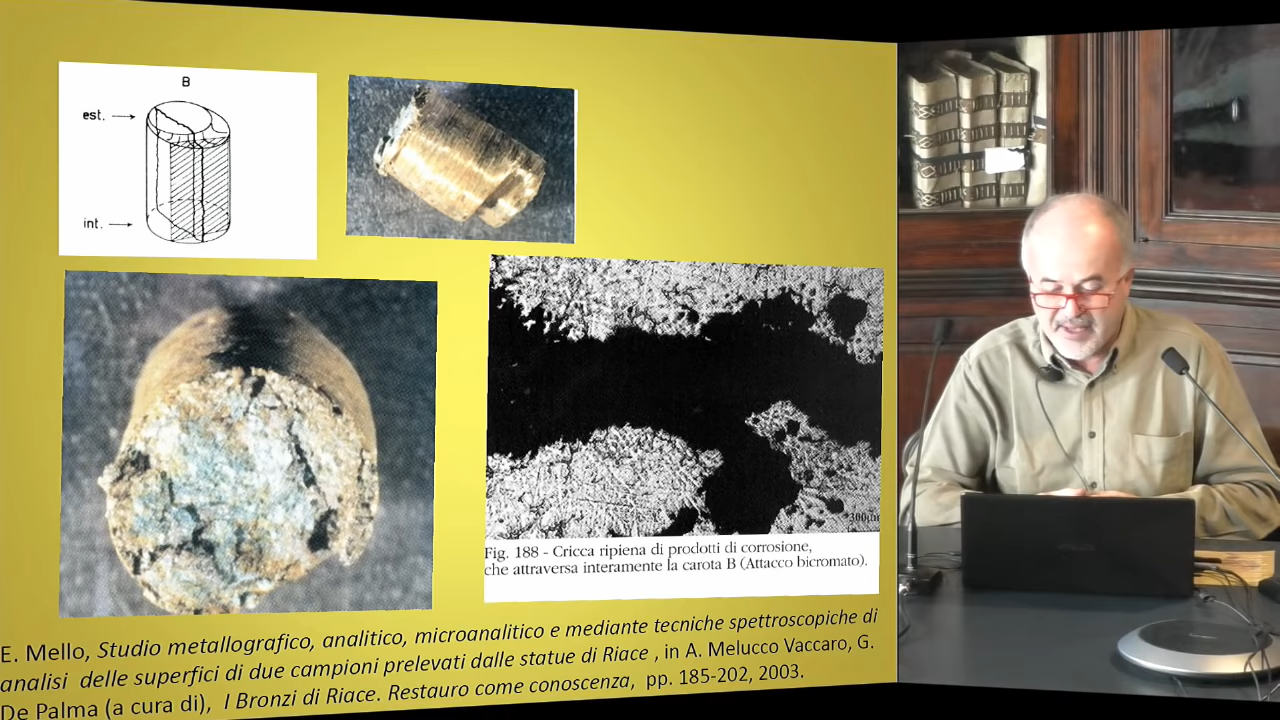 B
est.
int.
300µm
Fig. 188 - Cricca ripiena di prodotti di corrosione,
che attraversa interamente la carota B (Attacco bicromato).
E. Mello, Studio metallografico, analitico, microanalitico e mediante tecniche spettroscopiche di
analisi delle superfici di due campioni prelevati dalle statue di Riace , in A. Melucco Vaccaro, G.
De Palma (a cura di), I Bronzi di Riace. Restauro come conoscenza, pp. 185-202, 2003.